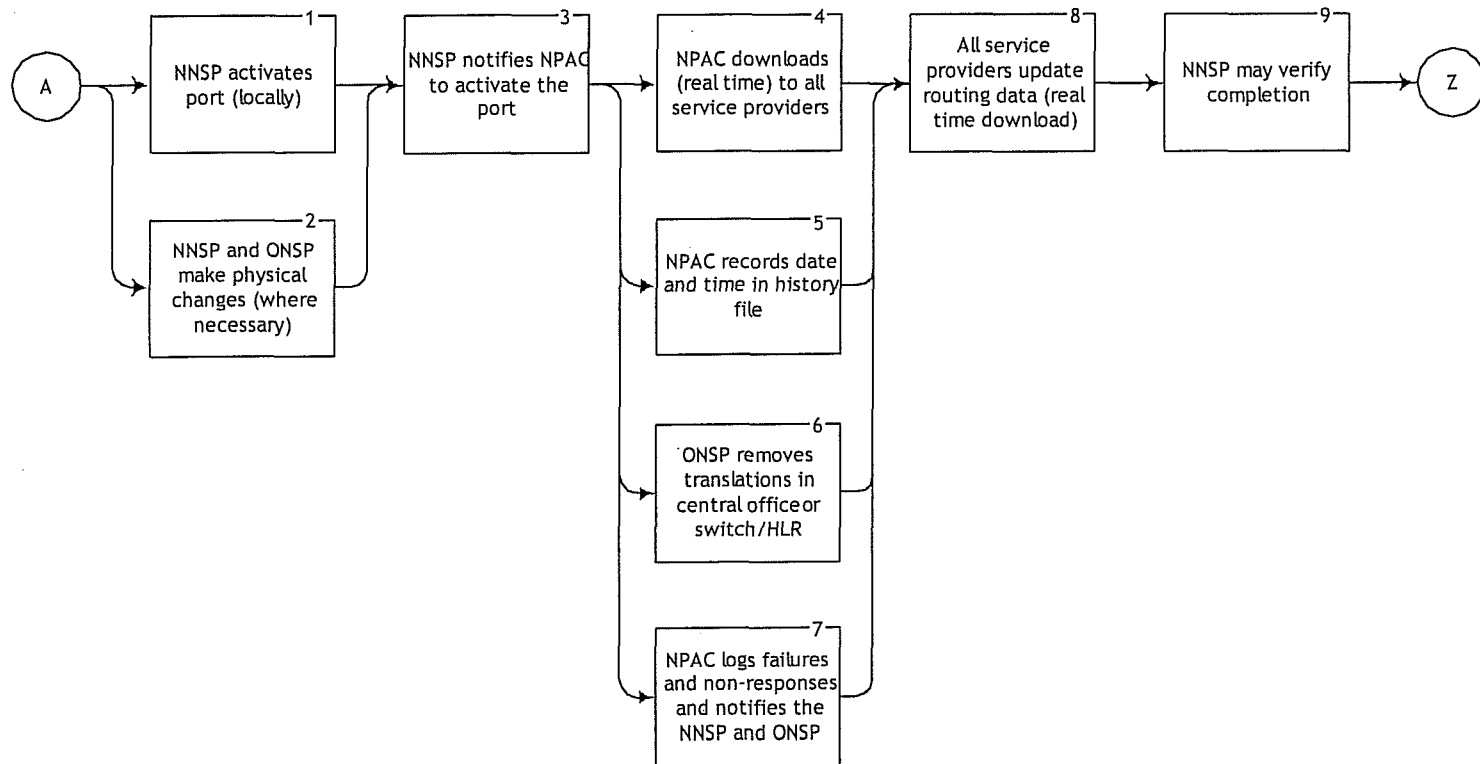 A
1
NNSP activates
port (locally)
2
NNSP and ONSP
make physical
changes (where
necessary)
3
NNSP notifies NPAC
to activate the
port
4
NPAC downloads
(real time) to all
service providers
5
NPAC records date
and time in history
file
6
ONSP removes
translations in
central office or
switch/HLR
7
NPAC logs failures
and non-responses
and notifies the
NNSP and ONSP
8
All service
providers update
routing data (real
time download)
9
NNSP may verify
completion
Z